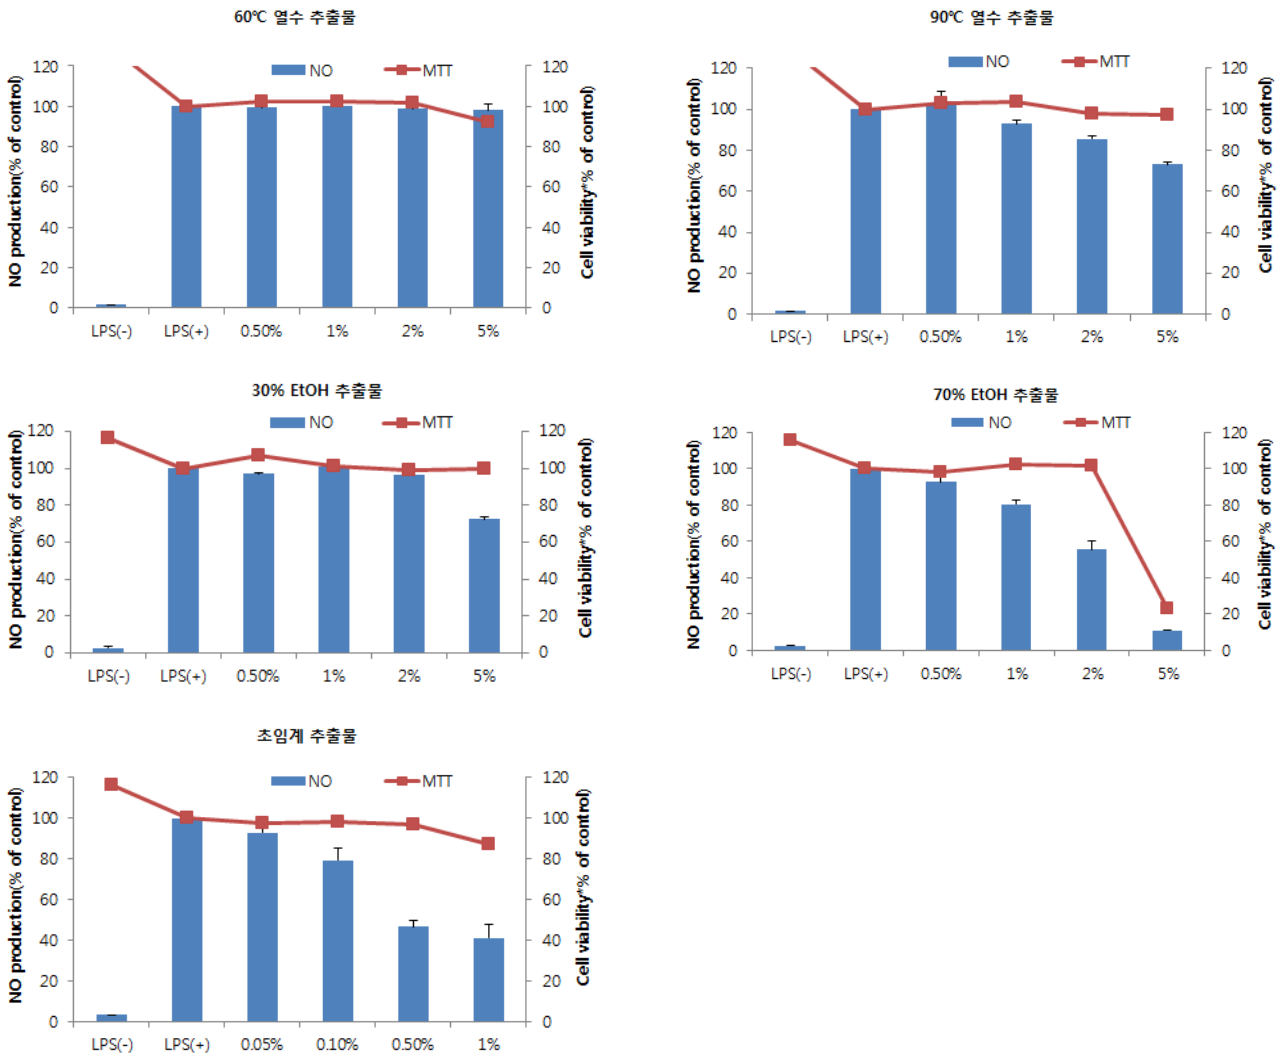 60℃ 열수 추출물
NO MTT
NO production(% of control)
120
100
80
60
40
20
0
120
100
80
60
40
20
0
Cell viability*% of control)
LPS(-) LPS(+) 0.50% 1% 2% 5%
90℃ 열수 추출물
NO MTT
NO production(% of control)
120
100
80
60
40
20
0
120
100
80
60
40
20
0
Cell viability*% of control)
LPS(-) LPS(+) 0.50% 1% 2% 5%
30% EtOH 추출물
NO MTT
NO production(% of control)
120
100
80
60
40
20
0
120
100
80
60
40
20
0
Cell viability*% of control)
LPS(-) LPS(+) 0.50% 1% 2% 5%
70% EtOH 추출물
NO MTT
NO production(% of control)
120
100
80
60
40
20
0
120
100
80
60
40
20
0
Cell viability*% of control)
LPS(-) LPS(+) 0.50% 1% 2% 5%
초임계 추출물
NO MTT
NO production(% of control)
120
100
80
60
40
20
0
120
100
80
60
40
20
0
Cell viability*% of control)
LPS(-) LPS(+) 0.05% 0.10% 0.50% 1%